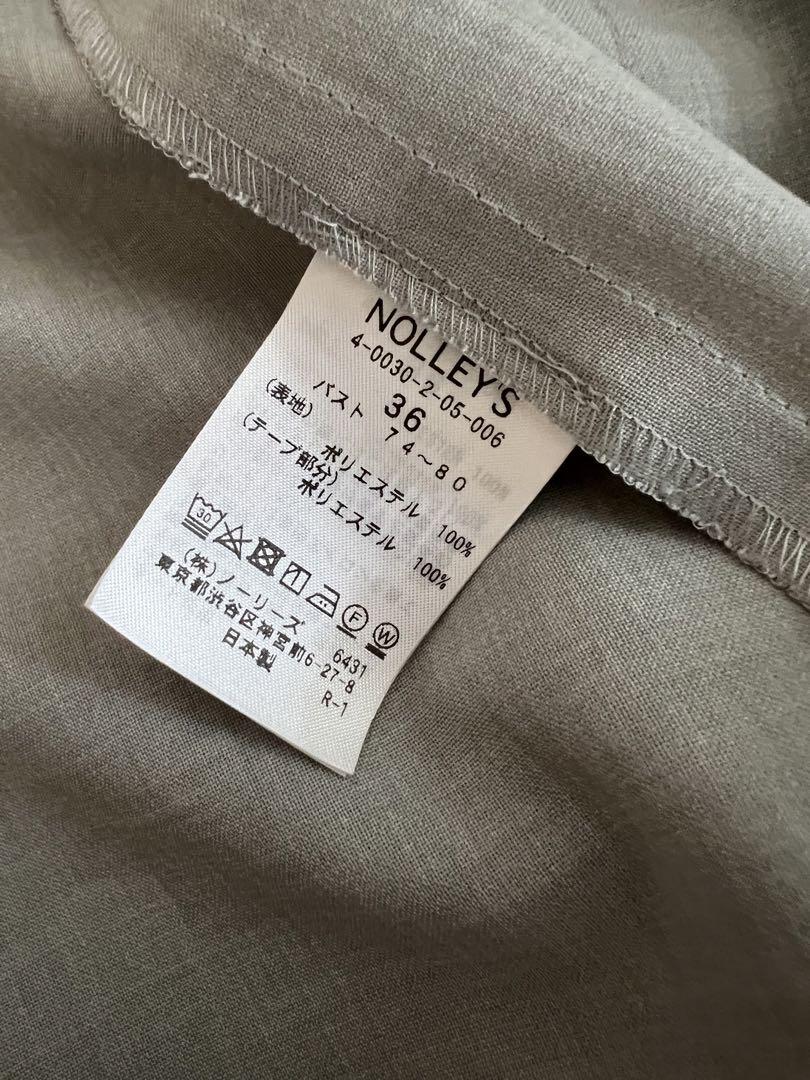 NOLLEY'S
4-0030-2-05-006
36
バスト 74~80
(表地)
ポリエステル 100%
(テープ部分)
ポリエステル 100%
30
F W
(株)ノーリーズ 6431
東京都渋谷区神宮前6-27-8
日本製 R-1